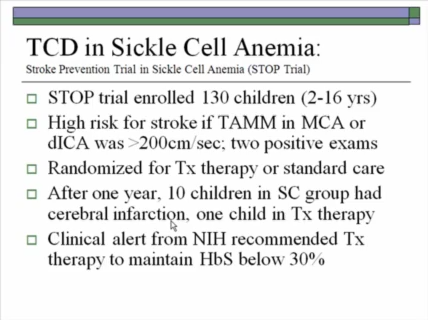 TCD in Sickle Cell Anemia:
Stroke Prevention Trial in Sickle Cell Anemia (STOP Trial)
STOP trial enrolled 130 children (2-16 yrs)
High risk for stroke if TAMM in MCA or
dICA was >200cm/sec; two positive exams
Randomized for Tx therapy or standard care
After one year, 10 children in SC group had
cerebral infarction, one child in Tx therapy
Clinical alert from NIH recommended Tx
therapy to maintain HbS below 30%